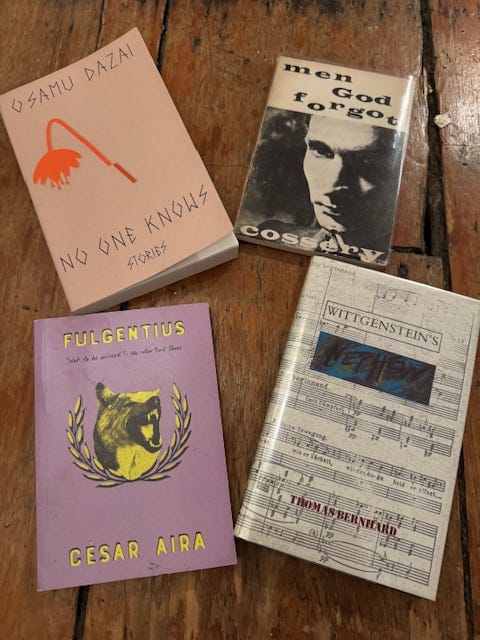 OSAMU DAZAI
NO ONE KNOWS
STORIES
men
God
forgot
cossery
FULGENTIUS
"Not to be missed." — The New York Times
CÉSAR AIRA
WITTGENSTEIN'S
NEPHEW
THOMAS BERNHARD